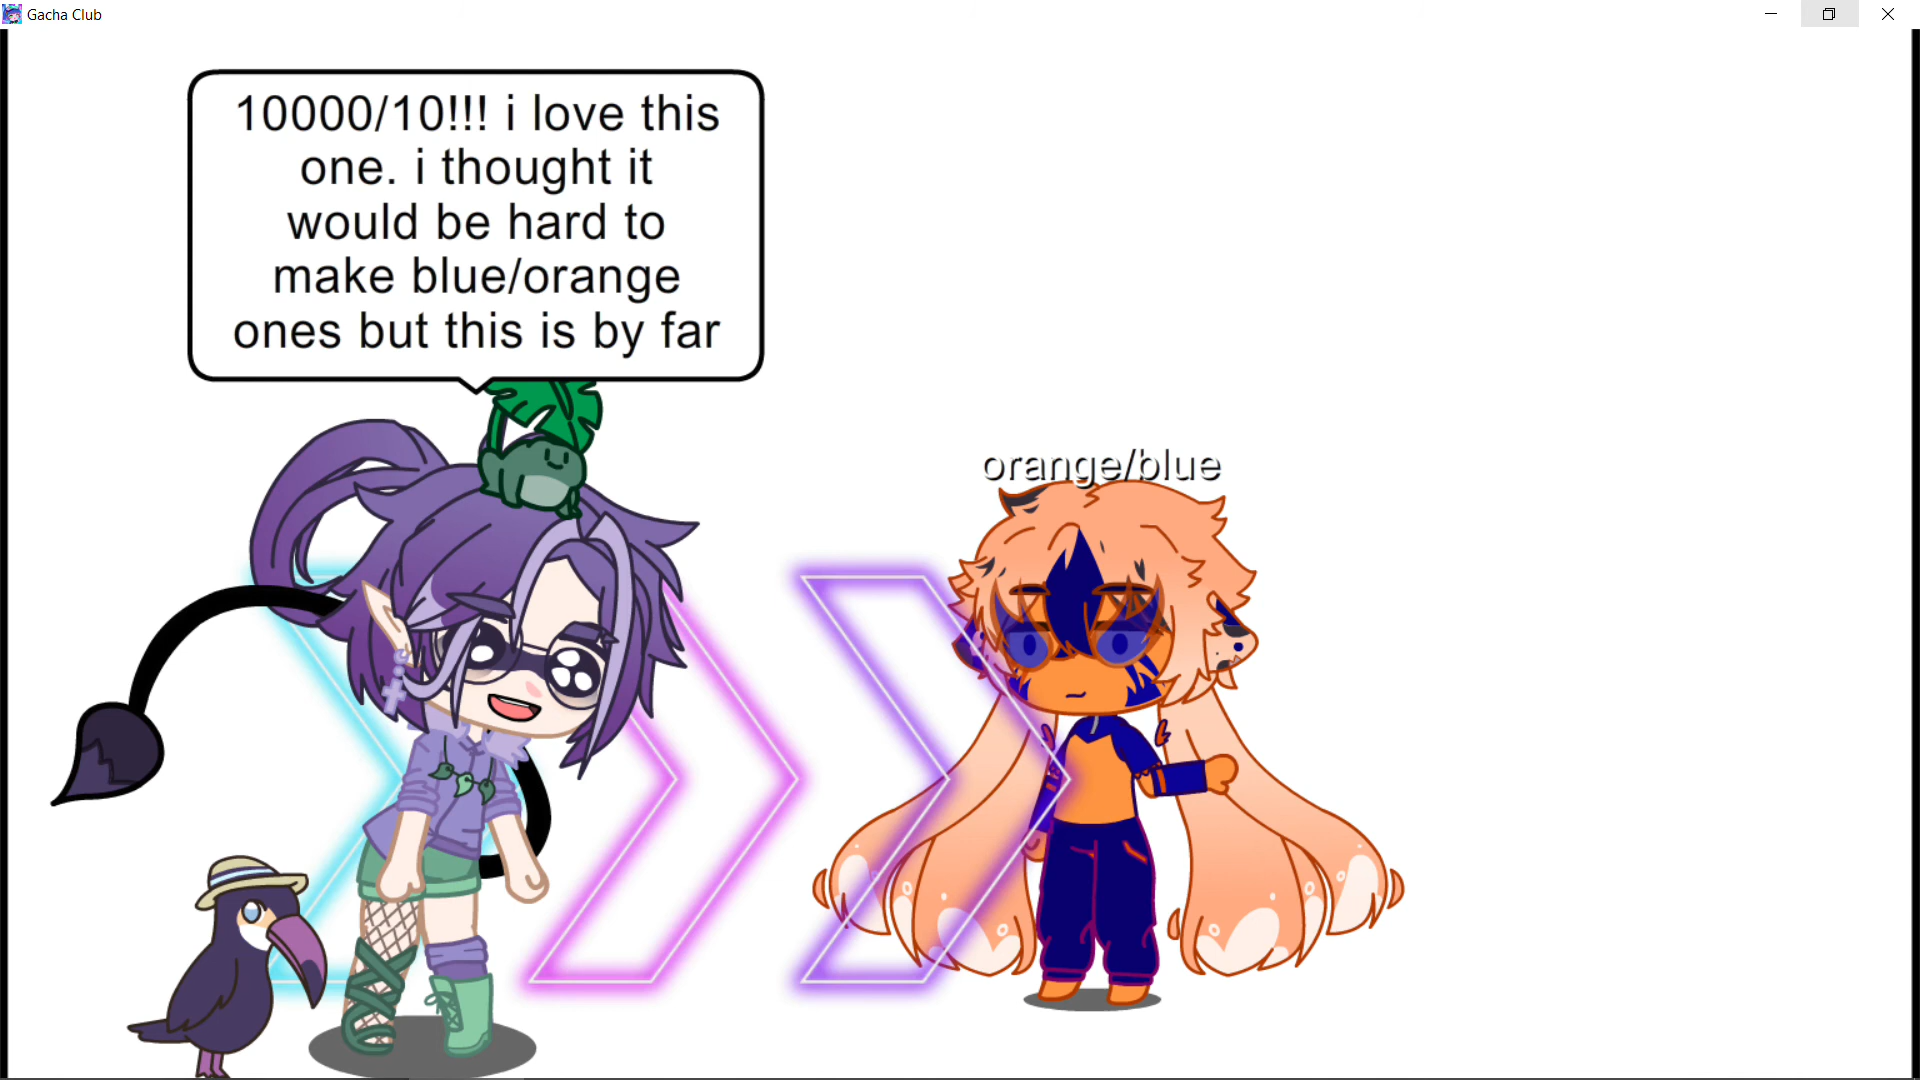 Gacha Club
10000/10!!! i love this
one. i thought it
would be hard to
make blue/orange
ones but this is by far
orange/blue